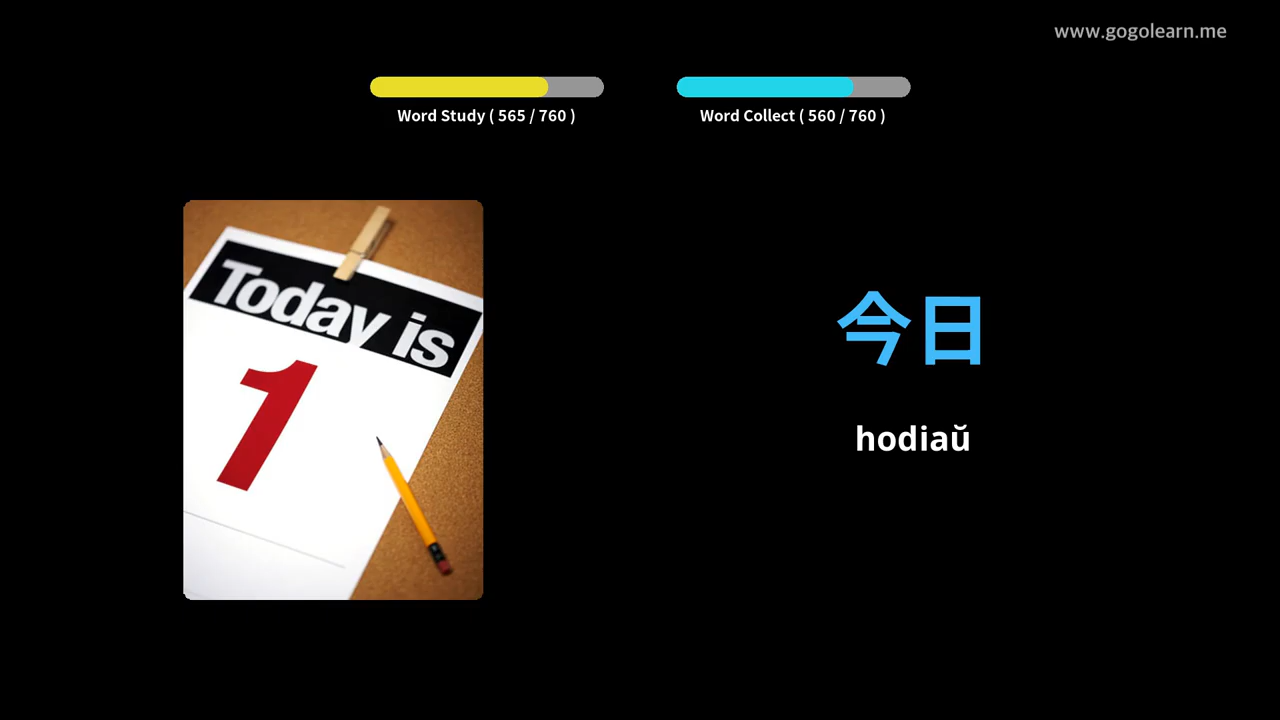 www.gogolearn.me
Word Study ( 565 / 760 )
Word Collect ( 560 / 760 )
Today is
1
今日
hodiaŭ